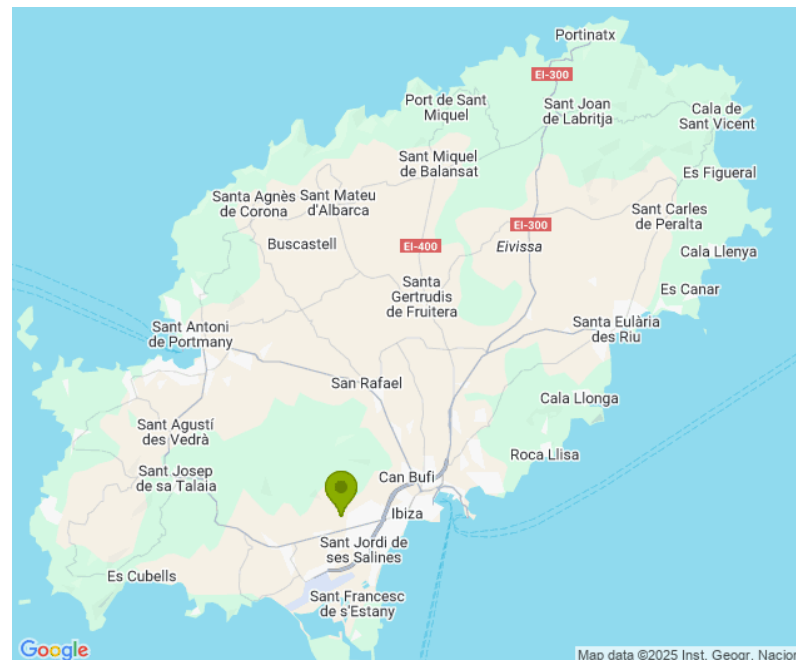 Portinatx
EI-300
Port de Sant
Miquel
Sant Joan
de Labritja
Cala de
Sant Vicent
Sant Miquel
de Balansat
Es Figueral
Santa Agnès
de Corona
Sant Mateu
d'Albarca
Sant Carles
de Peralta
EI-300
Buscastell
EI-400
Eivissa
Cala Llenya
Santa
Gertrudis
de Fruitera
Es Canar
Sant Antoni
de Portmany
Santa Eulària
des Riu
San Rafael
Cala Llonga
Sant Agustí
des Vedrà
Roca Llisa
Sant Josep
de sa Talaia
Can Bufi
Ibiza
Sant Jordi de
ses Salines
Es Cubells
Sant Francesc
de s'Estany
Google
Map data ©2025 Inst. Geogr. Nacior